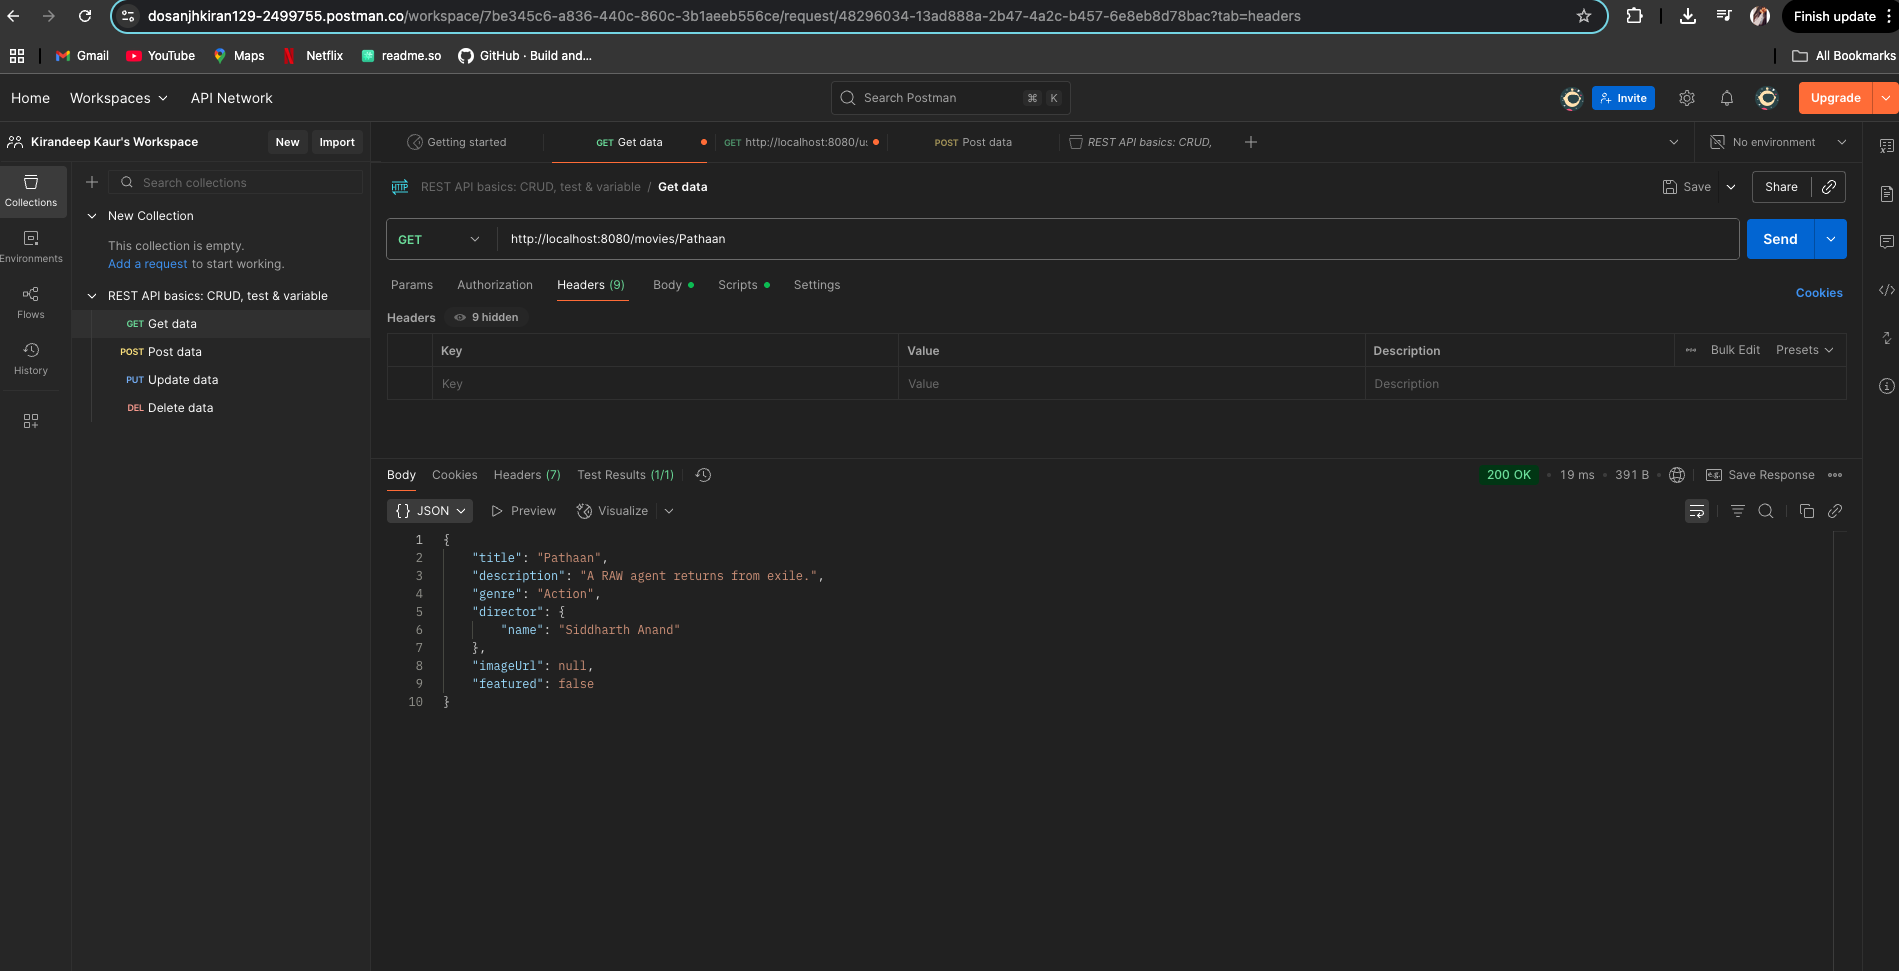 dosanjhkiran129-2499755.postman.co/workspace/7be345c6-a836-440c-860c-3b1aeeb556ce/request/48296034-13ad888a-2b47-4a2c-b457-6e8eb8d78bac?tab=headers
Finish update
Gmail YouTube Maps Netflix readme.so GitHub · Build and... All Bookmarks
Home Workspaces API Network Search Postman ⌘ K Invite Upgrade
Kirandeep Kaur's Workspace New Import
Getting started GET Get data GET http://localhost:8080/us POST Post data REST API basics: CRUD, No environment
Collections
Environments
Flows
History
Search collections
New Collection
This collection is empty.
Add a request to start working.
REST API basics: CRUD, test & variable
GET Get data
POST Post data
PUT Update data
DEL Delete data
HTTP REST API basics: CRUD, test & variable / Get data Save Share
GET http://localhost:8080/movies/Pathaan Send
Params Authorization Headers (9) Body Scripts Settings
Cookies
Headers 9 hidden
Key Value Description Bulk Edit Presets
Key Value Description
Body Cookies Headers (7) Test Results (1/1) 200 OK • 19 ms • 391 B Save Response
{} JSON Preview Visualize
1 {
2 "title": "Pathaan",
3 "description": "A RAW agent returns from exile.",
4 "genre": "Action",
5 "director": {
6 "name": "Siddharth Anand"
7 },
8 "imageUrl": null,
9 "featured": false
10 }